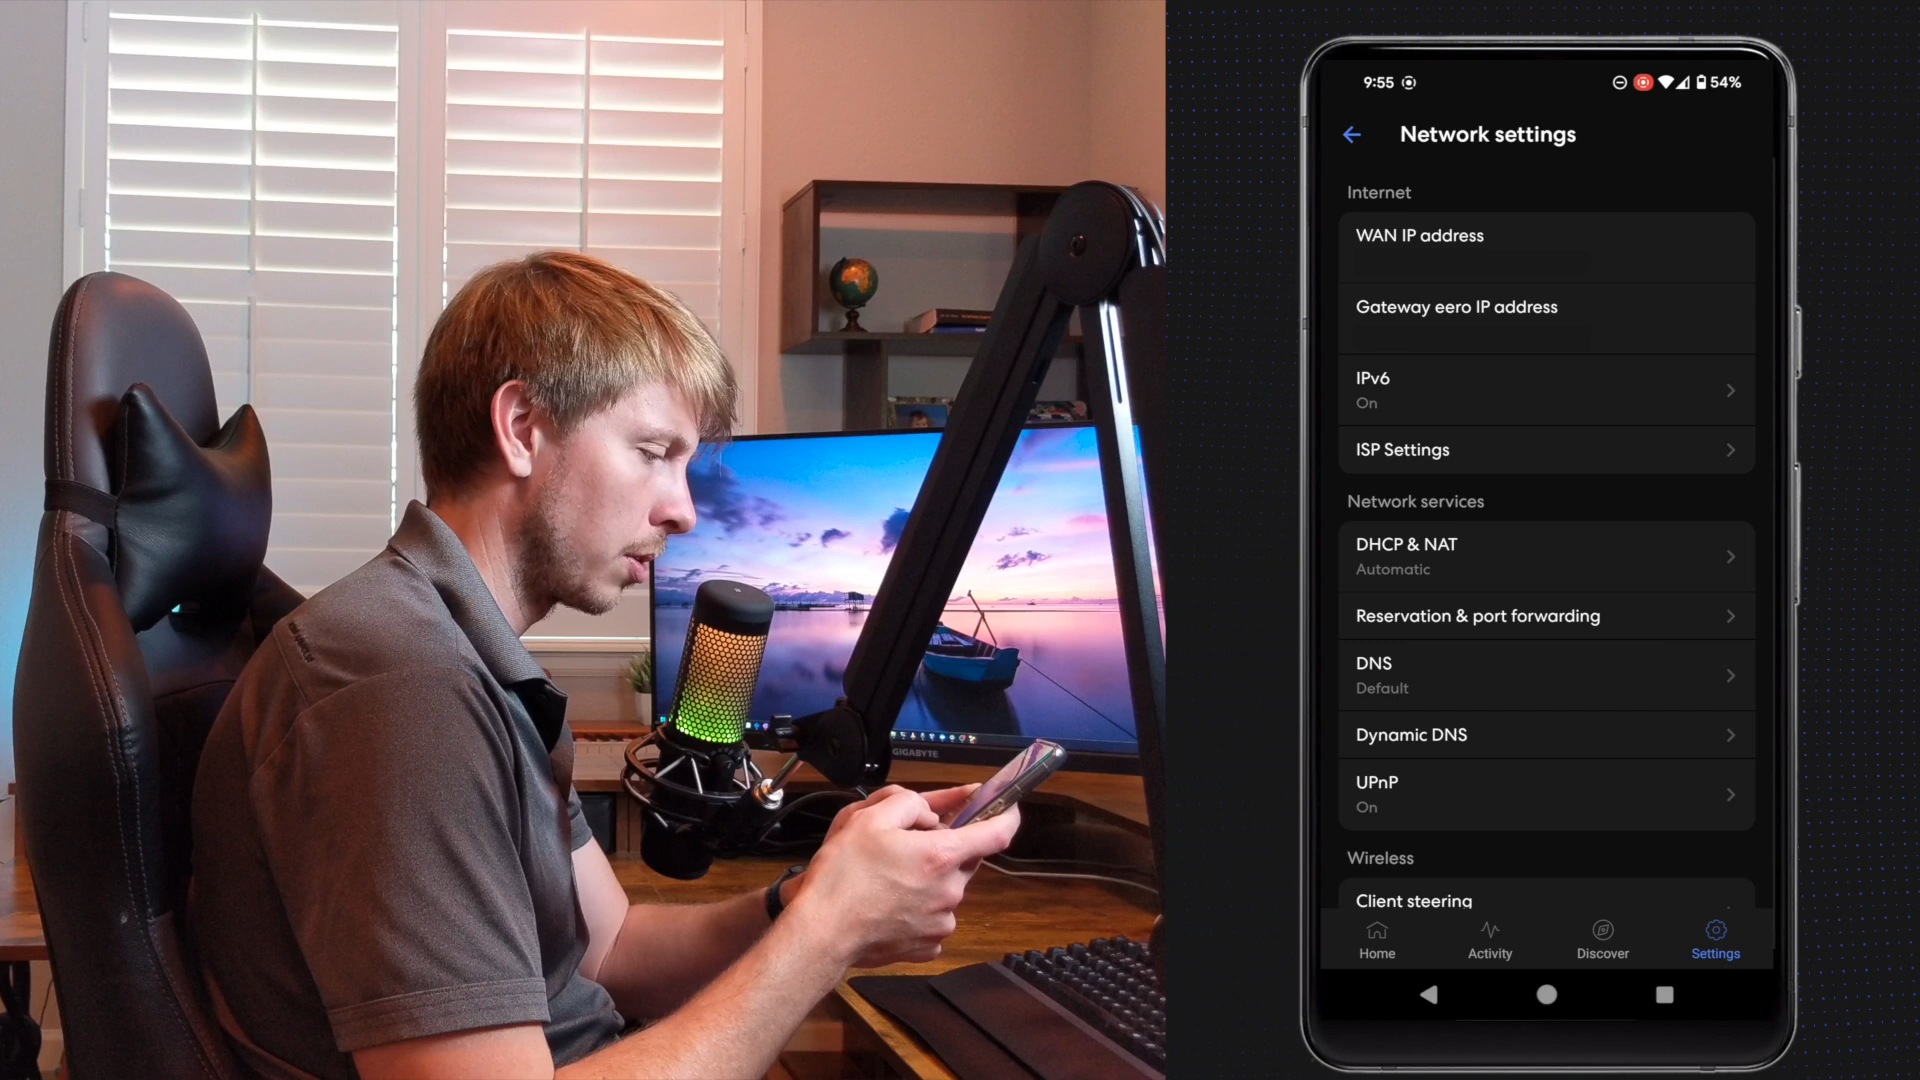 GIGABYTE
9:55
54%
Network settings
Internet
WAN IP address
Gateway eero IP address
IPv6
On
ISP Settings
Network services
DHCP & NAT
Automatic
Reservation & port forwarding
DNS
Default
Dynamic DNS
UPnP
On
Wireless
Client steering
Home
Activity
Discover
Settings